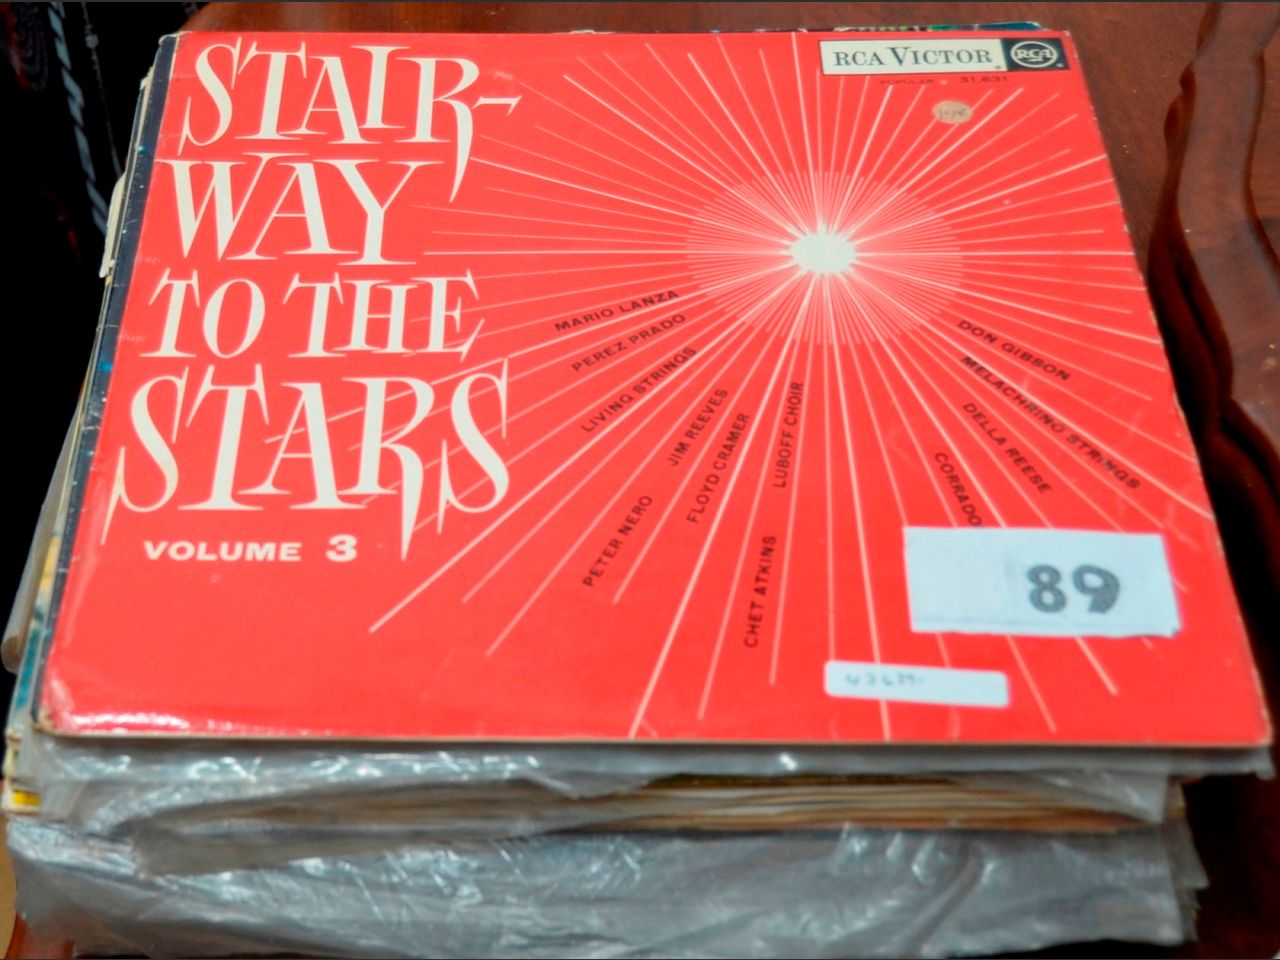 STAIR-
WAY
TO THE
STARS
VOLUME 3
RCA VICTOR RCA
POPULAR 31,631
MARIO LANZA
PEREZ PRADO
LIVING STRINGS
JIM REEVES
FLOYD CRAMER
LUBOFF CHOIR
PETER NERO
CHET ATKINS
DON GIBSON
MELACHRINO STRINGS
DELLA REESE
CORRADO
89